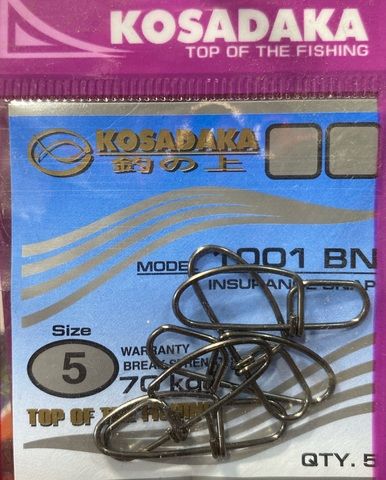 KOSADAKA
TOP OF THE FISHING
KOSADAKA
釣の上
MODEL 1001 BN
INSURANCE SNAP
Size
5
WARRANTY
BREAK STRENGTH
70 kg
TOP OF THE FISHING
QTY. 5